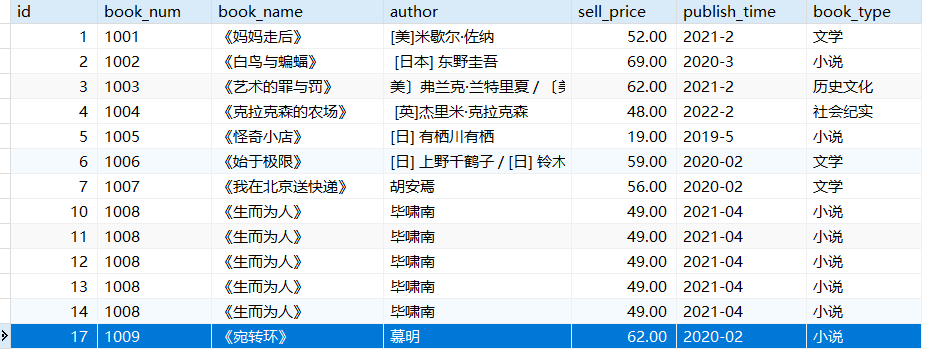 id book_num book_name author sell_price publish_time book_type
1 1001 《妈妈走后》 [美]米歇尔·佐纳 52.00 2021-2 文学
2 1002 《白鸟与蝙蝠》 [日本] 东野圭吾 69.00 2020-3 小说
3 1003 《艺术的罪与罚》 美〕弗兰克·兰特里夏 / 〔美 62.00 2021-2 历史文化
4 1004 《克拉克森的农场》 [英]杰里米·克拉克森 48.00 2022-2 社会纪实
5 1005 《怪奇小店》 [日] 有栖川有栖 19.00 2019-5 小说
6 1006 《始于极限》 [日] 上野千鹤子 / [日] 铃木 59.00 2020-02 文学
7 1007 《我在北京送快递》 胡安焉 56.00 2020-02 文学
10 1008 《生而为人》 毕啸南 49.00 2021-04 小说
11 1008 《生而为人》 毕啸南 49.00 2021-04 小说
12 1008 《生而为人》 毕啸南 49.00 2021-04 小说
13 1008 《生而为人》 毕啸南 49.00 2021-04 小说
14 1008 《生而为人》 毕啸南 49.00 2021-04 小说
17 1009 《宛转环》 慕明 62.00 2020-02 小说